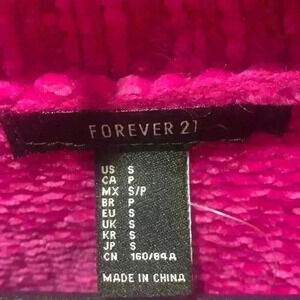 FOREVER 21
US S
CA P
MX S/P
BR P
EU S
UK S
KR S
JP S
CN 160/84A
MADE IN CHINA